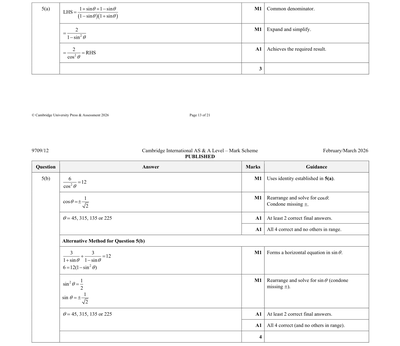 5(a)
LHS = (1 + sinθ + 1 − sinθ) / ((1 − sinθ)(1 + sinθ))
M1
Common denominator.
= 2 / (1 − sin²θ)
M1
Expand and simplify.
= 2 / cos²θ = RHS
A1
Achieves the required result.
3
© Cambridge University Press & Assessment 2026
Page 13 of 21
9709/12
Cambridge International AS & A Level – Mark Scheme
February/March 2026
PUBLISHED
Question
Answer
Marks
Guidance
5(b)
6 / cos²θ = 12
M1
Uses identity established in 5(a).
cosθ = ± 1/√2
M1
Rearrange and solve for cosθ.
Condone missing ±.
θ = 45, 315, 135 or 225
A1
At least 2 correct final answers.
A1
All 4 correct and no others in range.
Alternative Method for Question 5(b)
3 / (1 + sinθ) + 3 / (1 − sinθ) = 12
6 = 12(1 − sin²θ)
M1
Forms a horizontal equation in sinθ.
sin²θ = 1/2
sinθ = ± 1/√2
M1
Rearrange and solve for sinθ (condone
missing ±).
θ = 45, 315, 135 or 225
A1
At least 2 correct final answers.
A1
All 4 correct (and no others in range).
4